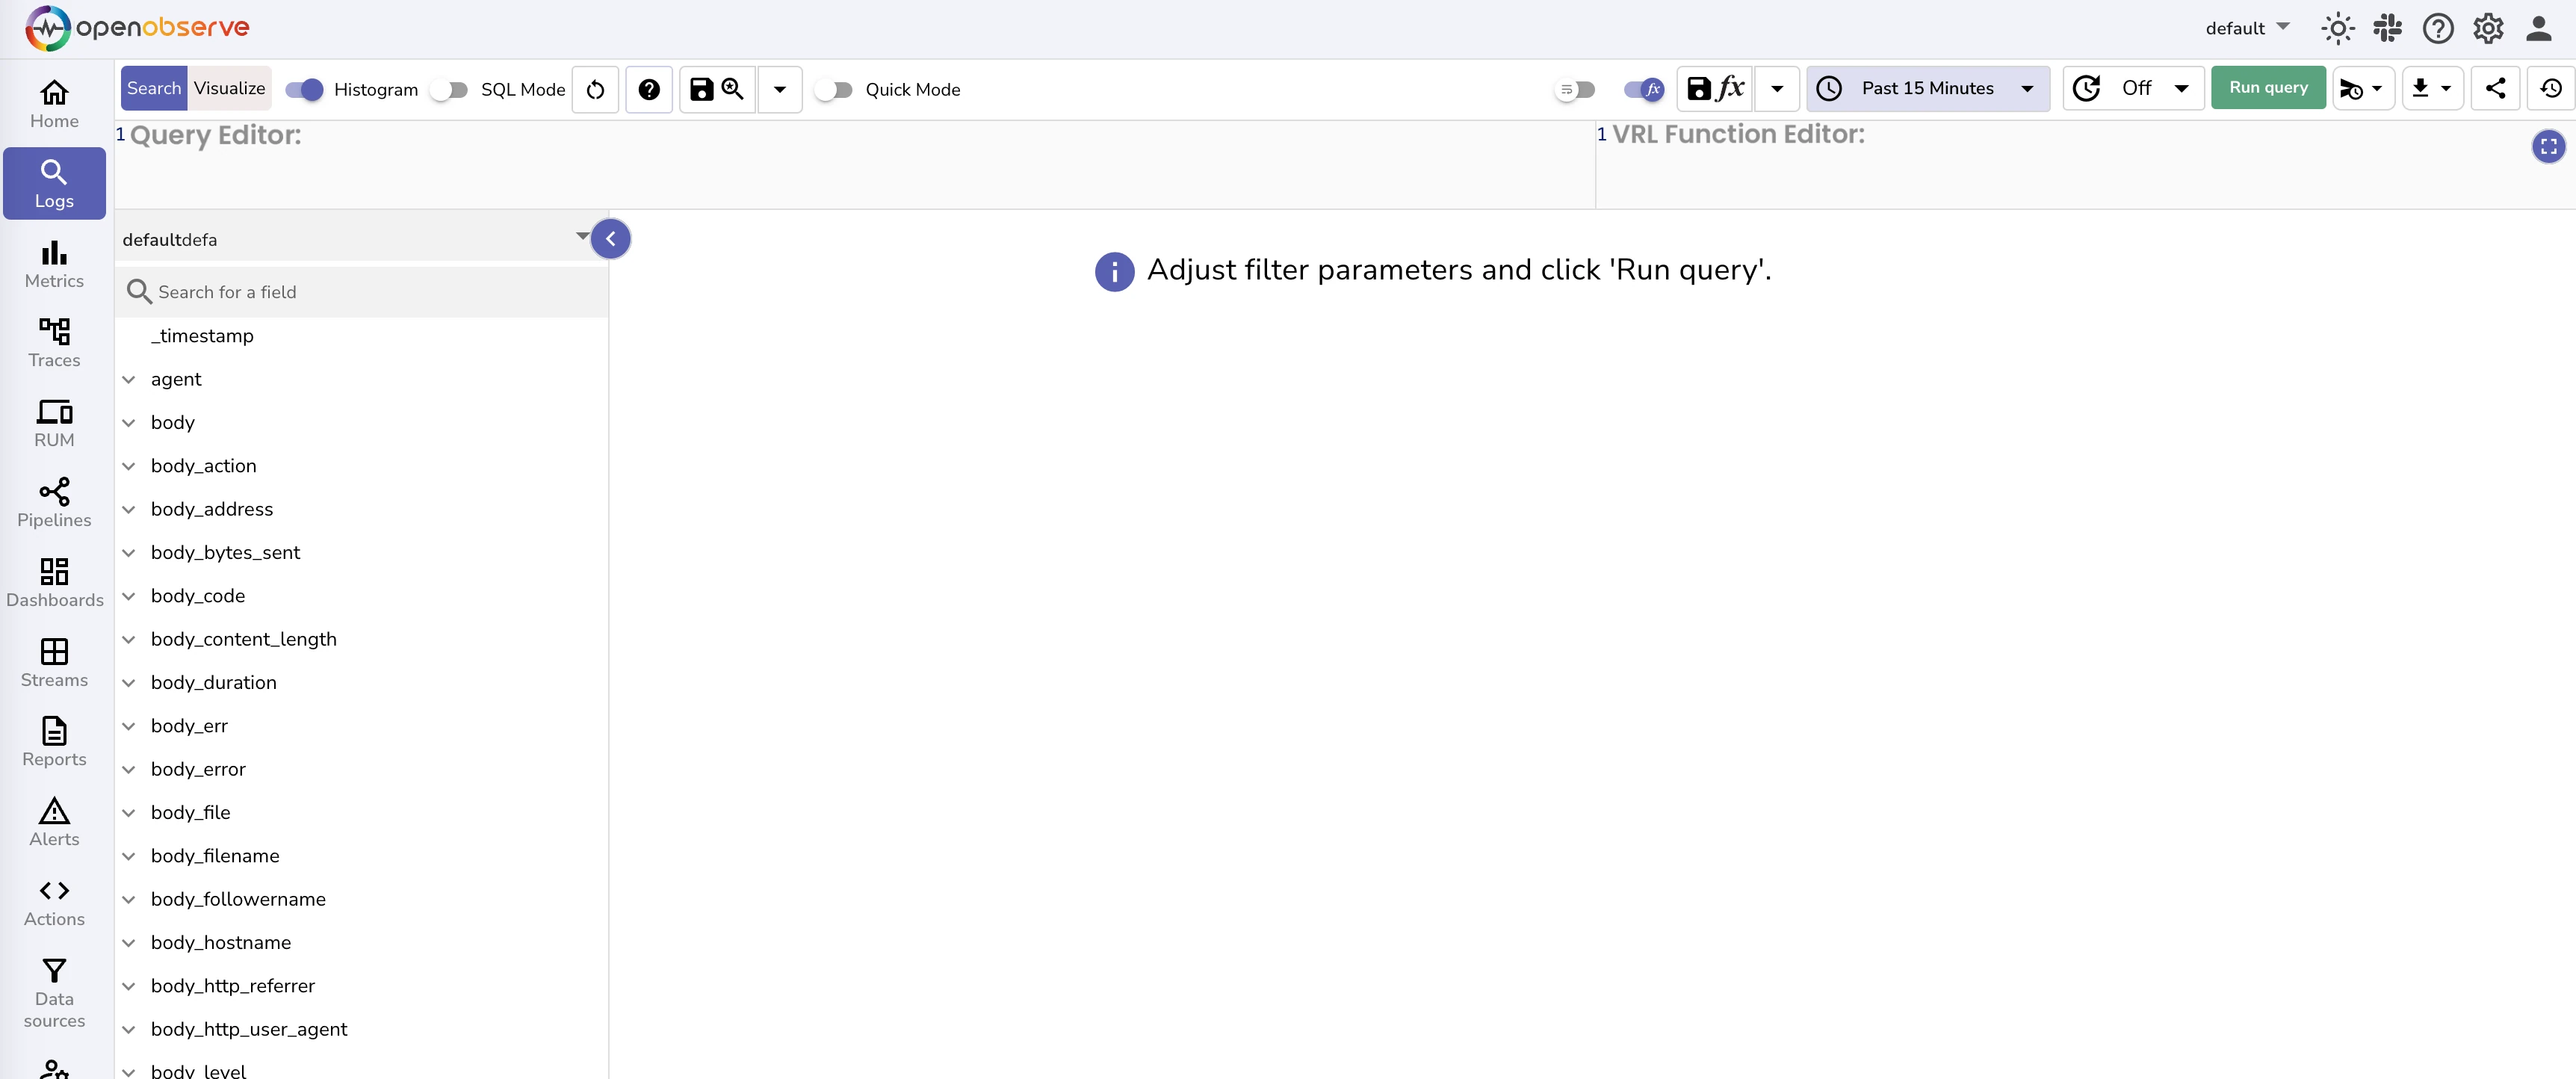 openobserve
default
Search Visualize Histogram SQL Mode Quick Mode fx fx Past 15 Minutes Off Run query
1 Query Editor:
1 VRL Function Editor:
Home
Logs
Metrics
Traces
RUM
Pipelines
Dashboards
Streams
Reports
Alerts
Actions
Data
sources
defaultdefa
Search for a field
_timestamp
agent
body
body_action
body_address
body_bytes_sent
body_code
body_content_length
body_duration
body_err
body_error
body_file
body_filename
body_followername
body_hostname
body_http_referrer
body_http_user_agent
body_level
Adjust filter parameters and click 'Run query'.